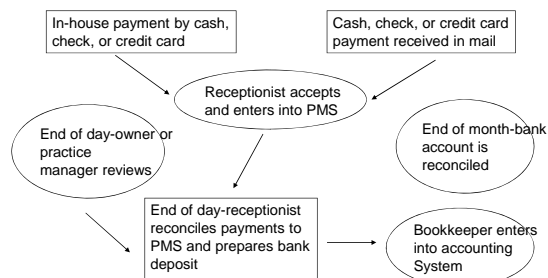 In-house payment by cash,
check, or credit card
Cash, check, or credit card
payment received in mail
Receptionist accepts
and enters into PMS
End of day-owner or
practice
manager reviews
End of month-bank
account is
reconciled
End of day-receptionist
reconciles payments to
PMS and prepares bank
deposit
Bookkeeper enters
into accounting
System